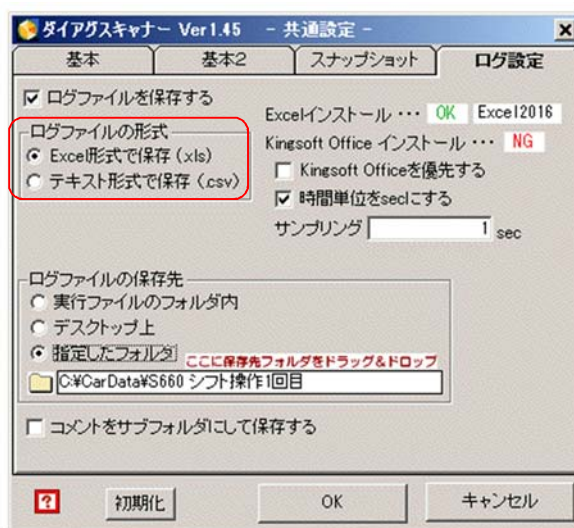 ダイアグスキャナー Ver1.45 - 共通設定 -
基本 基本2 スナップショット ログ設定
ログファイルを保存する
Excelインストール ・・・ OK Excel2016
ログファイルの形式
Kingsoft Office インストール ・・・ NG
Excel形式で保存 (xls)
Kingsoft Officeを優先する
テキスト形式で保存 (.csv)
時間単位をseclにする
サンプリング 1 sec
ログファイルの保存先
実行ファイルのフォルダ内
デスクトップ上
指定したフォルダ ここに保存先フォルダをドラッグ&ドロップ
C:¥CarData¥S660 シフト操作1回目
コメントをサブフォルダにして保存する
? 初期化 OK キャンセル